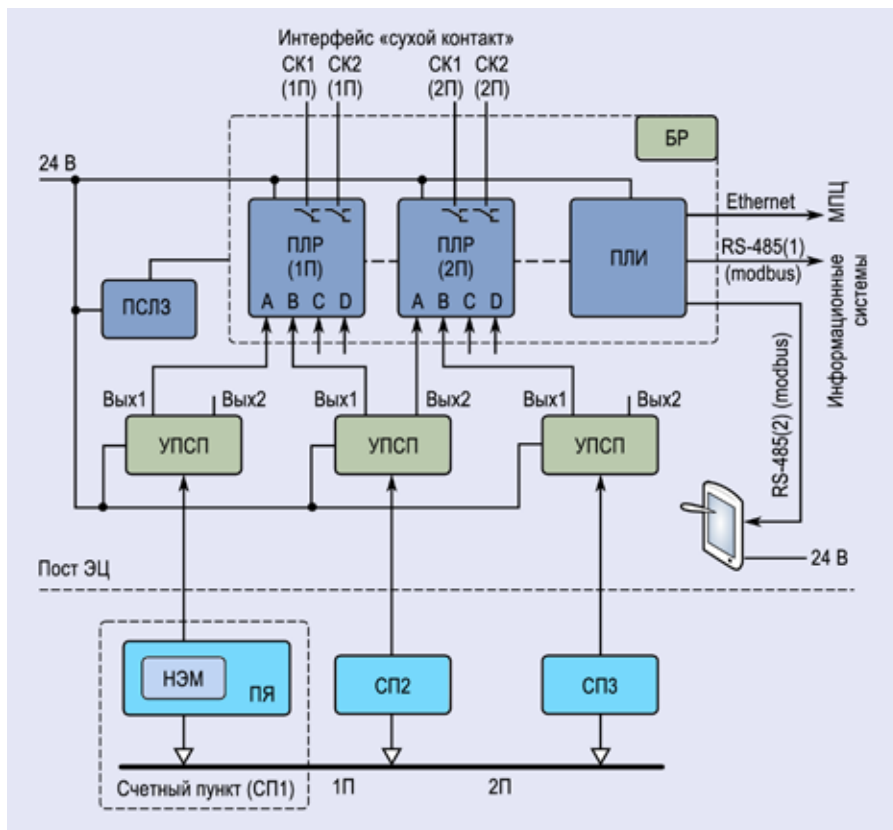 Интерфейс «сухой контакт»
СК1 СК2 СК1 СК2
(1П) (1П) (2П) (2П)
БР
24 В
Ethernet
МПЦ
ПЛР
(1П)
ПЛР
(2П)
ПЛИ
RS-485(1)
(modbus)
Информационные
системы
ПСЛЗ
A B C D
A B C D
Вых1 Вых2 Вых1 Вых2 Вых1 Вых2
УПСП УПСП УПСП
RS-485(2) (modbus)
24 В
Пост ЭЦ
НЭМ
ПЯ
СП2
СП3
Счетный пункт (СП1) 1П 2П